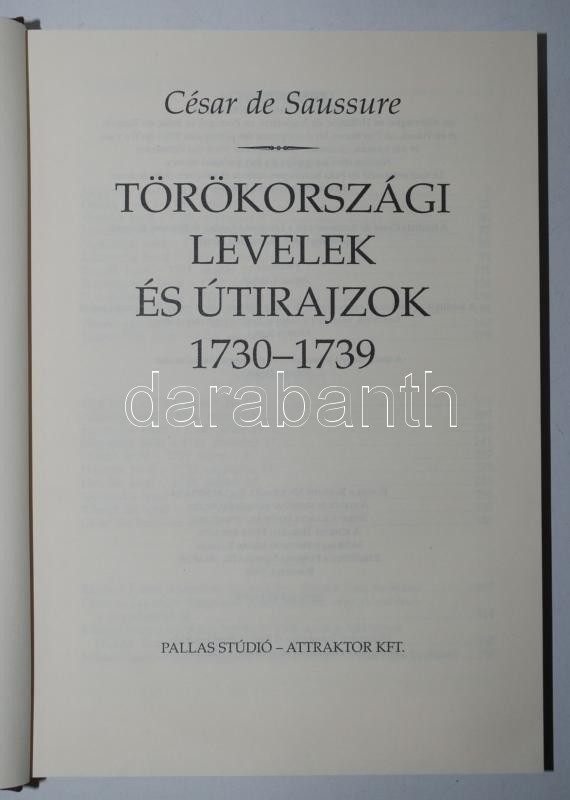 César de Saussure
TÖRÖKORSZÁGI
LEVELEK
ÉS ÚTIRAJZOK
1730–1739
darabanth
PALLAS STÚDIÓ – ATTRAKTOR KFT.